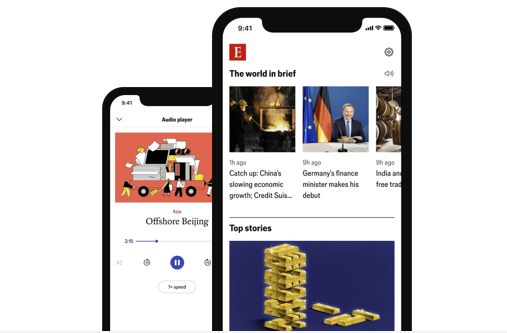 9:41
Audio player
Asia
Offshore Beijing
3:15
1× speed
9:41
E
The world in brief
1h ago
Catch up: China's
slowing economic
growth; Credit Suis...
9h ago
Germany's finance
minister makes his
debut
9h ago
India an
free trad
Top stories